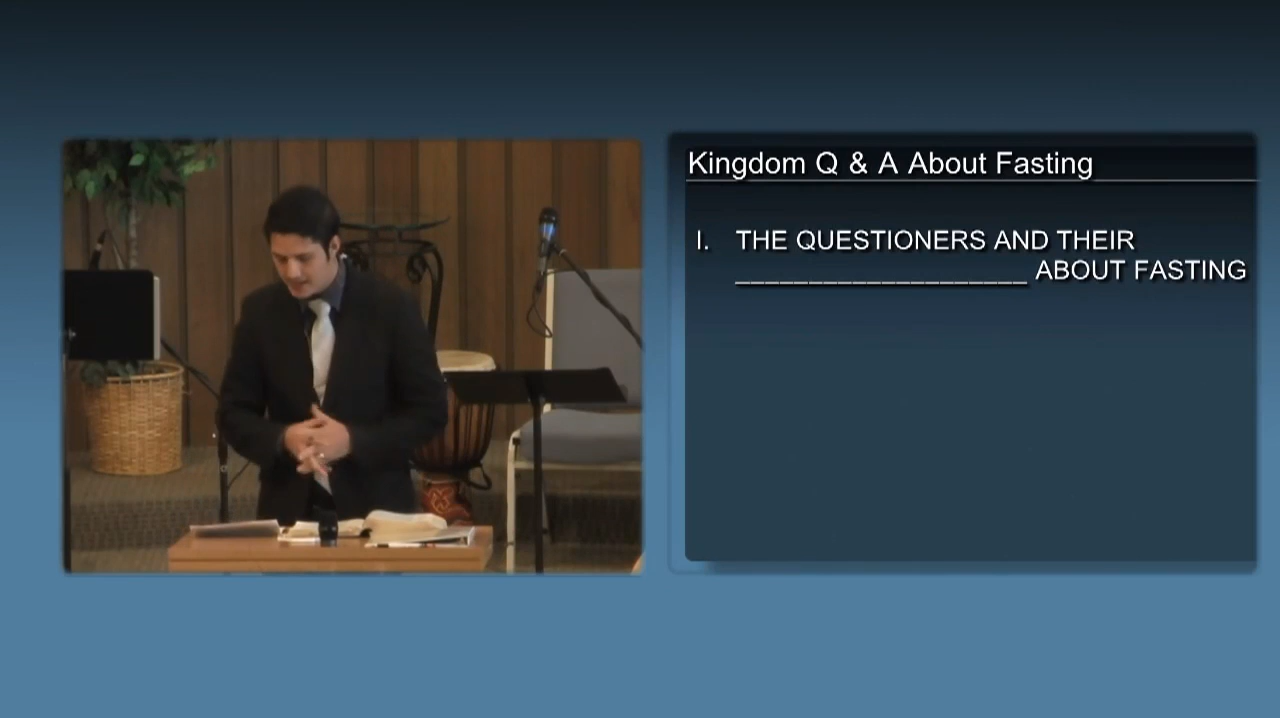 Kingdom Q & A About Fasting
I. THE QUESTIONERS AND THEIR
____________________ ABOUT FASTING